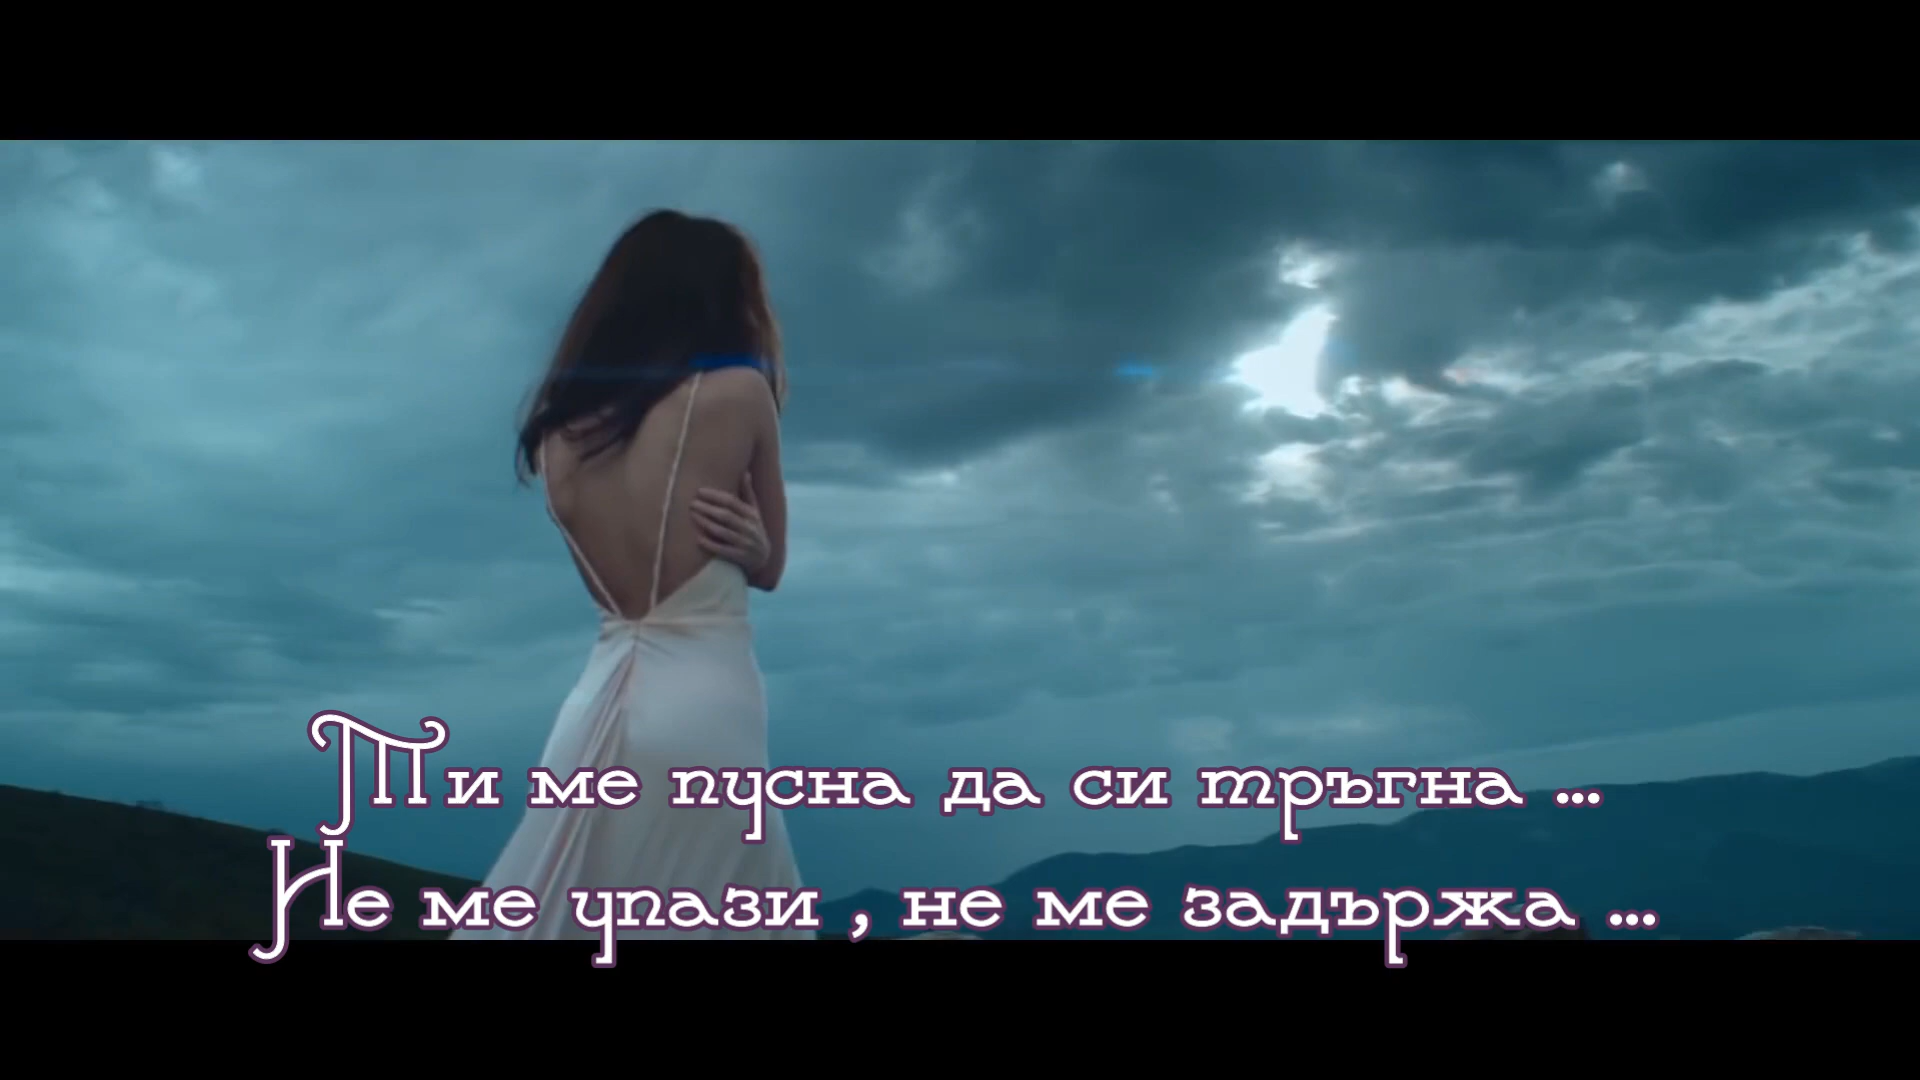 Ти ме пусна да си тръгна ...
Не ме упази , не ме задържа ...